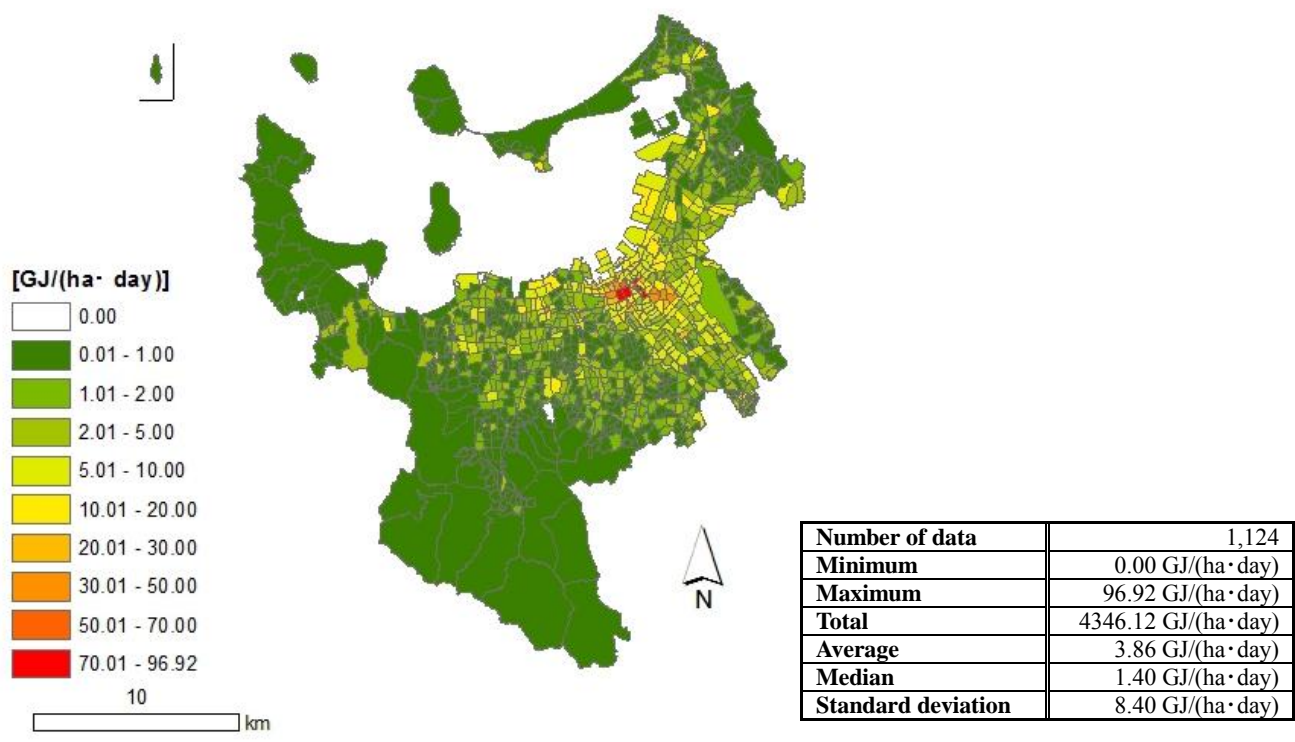 [GJ/(ha· day)]
0.00
0.01 - 1.00
1.01 - 2.00
2.01 - 5.00
5.01 - 10.00
10.01 - 20.00
20.01 - 30.00
30.01 - 50.00
50.01 - 70.00
70.01 - 96.92
10
km
N
Number of data 1,124
Minimum 0.00 GJ/(ha·day)
Maximum 96.92 GJ/(ha·day)
Total 4346.12 GJ/(ha·day)
Average 3.86 GJ/(ha·day)
Median 1.40 GJ/(ha·day)
Standard deviation 8.40 GJ/(ha·day)